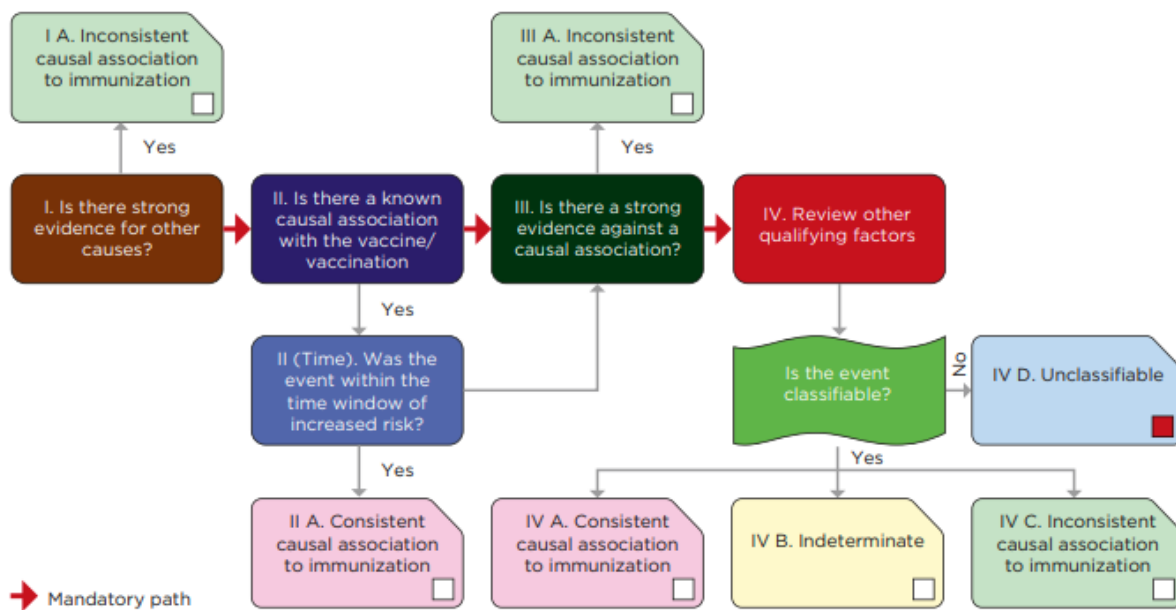 I A. Inconsistent
causal association
to immunization
III A. Inconsistent
causal association
to immunization
Yes
Yes
I. Is there strong
evidence for other
causes?
II. Is there a known
causal association
with the vaccine/
vaccination
III. Is there a strong
evidence against a
causal association?
IV. Review other
qualifying factors
Yes
II (Time). Was the
event within the
time window of
increased risk?
Is the event
classifiable?
No
IV D. Unclassifiable
Yes
Yes
II A. Consistent
causal association
to immunization
IV A. Consistent
causal association
to immunization
IV B. Indeterminate
IV C. Inconsistent
causal association
to immunization
Mandatory path